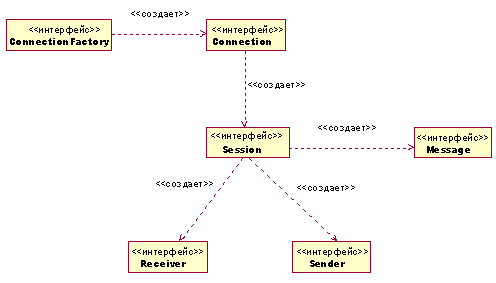 <<создает>>
<<интерфейс>>
Connection Factory
<<интерфейс>>
Connection
<<создает>>
<<интерфейс>>
Session
<<создает>>
<<интерфейс>>
Message
<<создает>>
<<создает>>
<<интерфейс>>
Receiver
<<интерфейс>>
Sender